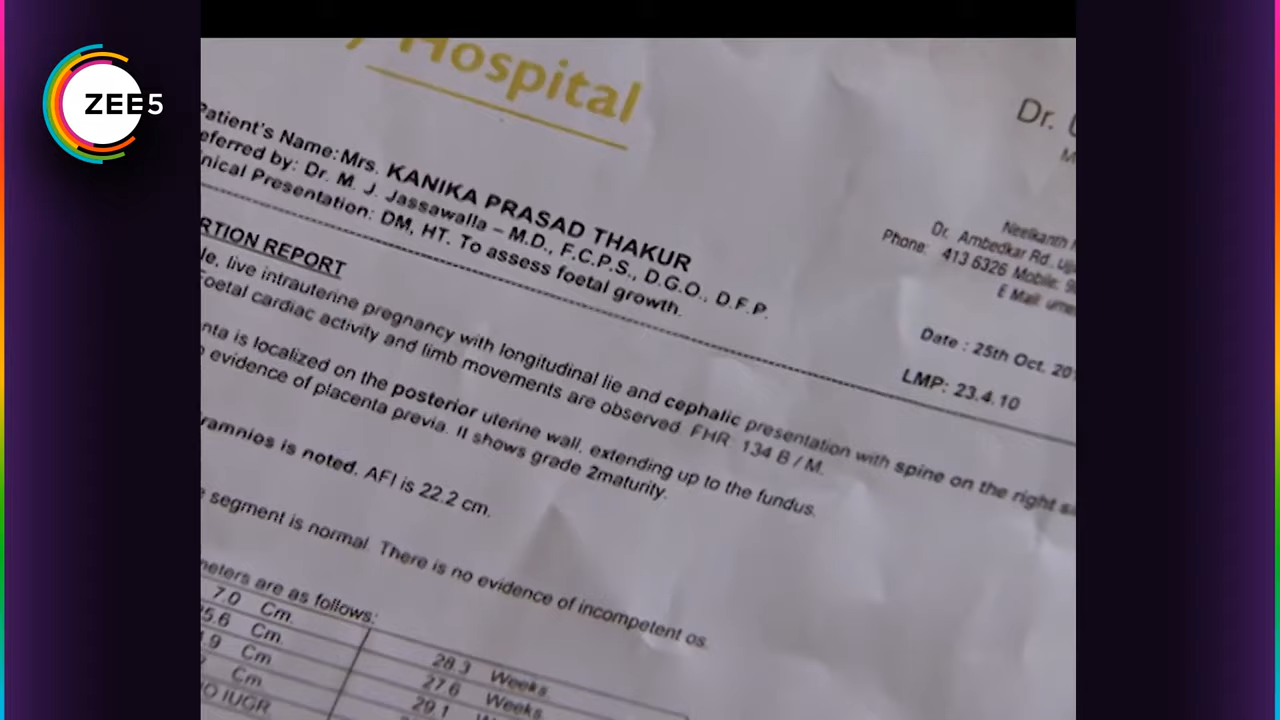 ZEE5
Hospital
Dr.
Patient's Name: Mrs. KANIKA PRASAD THAKUR
eferred by: Dr. M. J. Jassawalla – M.D., F.C.P.S., D.G.O., D.F.P.
nical Presentation: DM, HT. To assess foetal growth.
Neelkanth
Dr. Ambedkar Rd.
Phone: 413 6326 Mobile:
E Mail:
Date : 25th Oct. 20
LMP: 23.4.10
RTION REPORT
le, live intrauterine pregnancy with longitudinal lie and cephalic presentation with spine on the right
Foetal cardiac activity and limb movements are observed. FHR 134 B / M.
nta is localized on the posterior uterine wall, extending up to the fundus.
evidence of placenta previa. It shows grade 2maturity.
ramnios is noted. AFI is 22.2 cm.
segment is normal. There is no evidence of incompetent os.
meters are as follows:
7.0 Cm. 28.3 Weeks
5.6 Cm. 27.6 Weeks
.9 Cm 29.1
Cm
IUGR